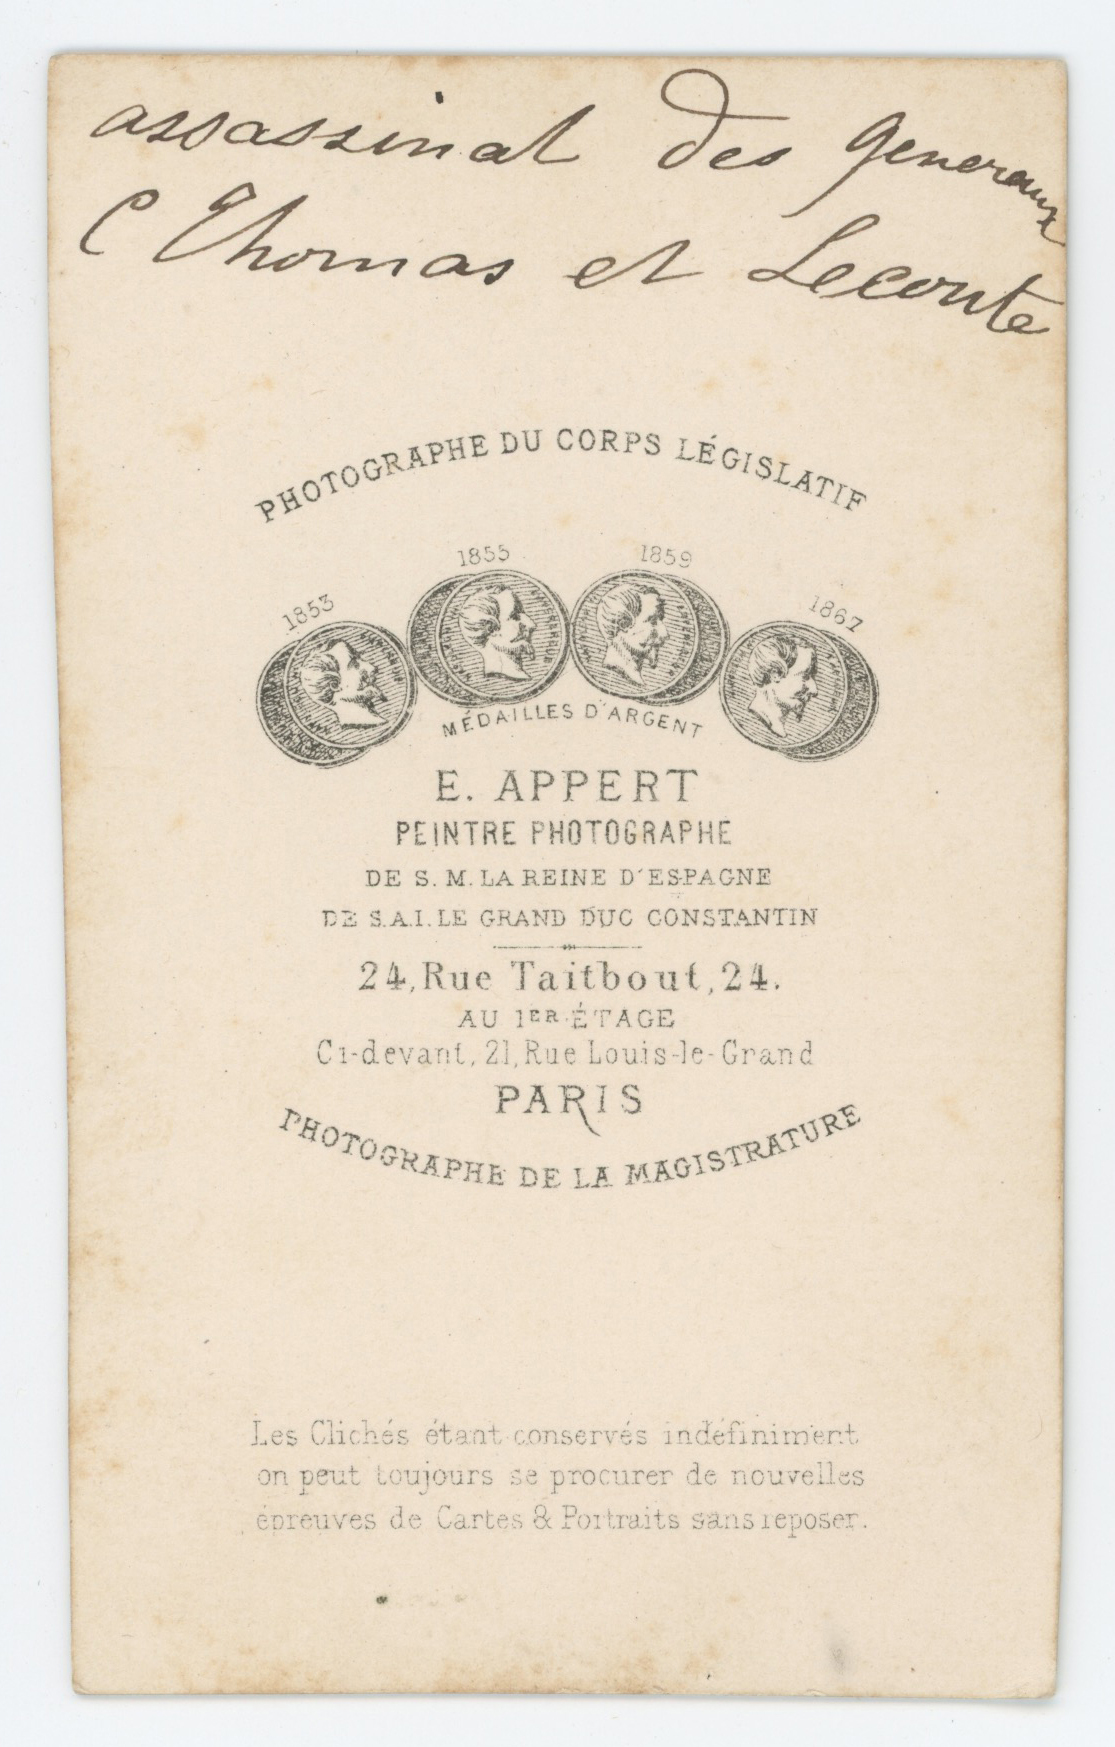 assassinat des generaux
C Thomas et Leconte
PHOTOGRAPHE DU CORPS LÉGISLATIF
1853 1855 1859 1867
MÉDAILLES D'ARGENT
E. APPERT
PEINTRE PHOTOGRAPHE
DE S. M. LA REINE D'ESPAGNE
DE S.A.I. LE GRAND DUC CONSTANTIN
24, Rue Taitbout, 24.
AU 1ER ÉTAGE
Ci-devant, 21, Rue Louis-le-Grand
PARIS
PHOTOGRAPHE DE LA MAGISTRATURE
Les Clichés étant conservés indéfiniment
on peut toujours se procurer de nouvelles
épreuves de Cartes & Portraits sans reposer.